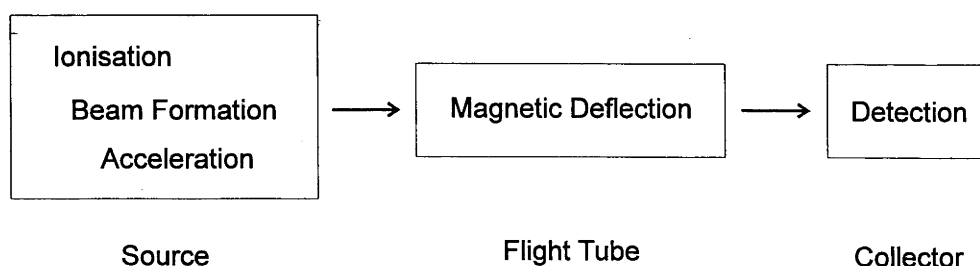 Ionisation
Beam Formation
Acceleration
Magnetic Deflection
Detection
Source
Flight Tube
Collector